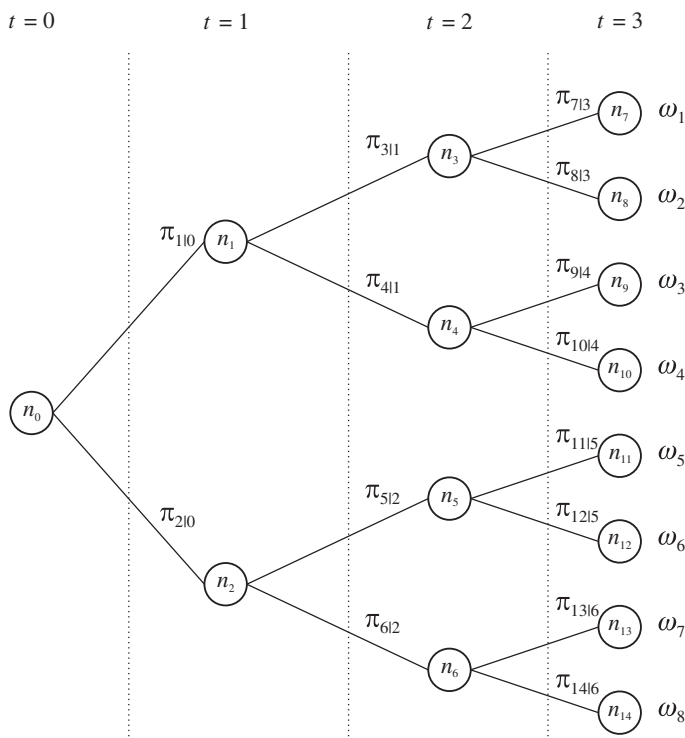 t = 0 t = 1 t = 2 t = 3
π7|3 n7 ω1
π3|1 n3
π8|3 n8 ω2
π1|0 n1
π9|4 n9 ω3
π4|1 n4
π10|4 n10 ω4
n0
π11|5 n11 ω5
π5|2 n5
π12|5 n12 ω6
π2|0
n2
π13|6 n13 ω7
π6|2 n6
π14|6 n14 ω8